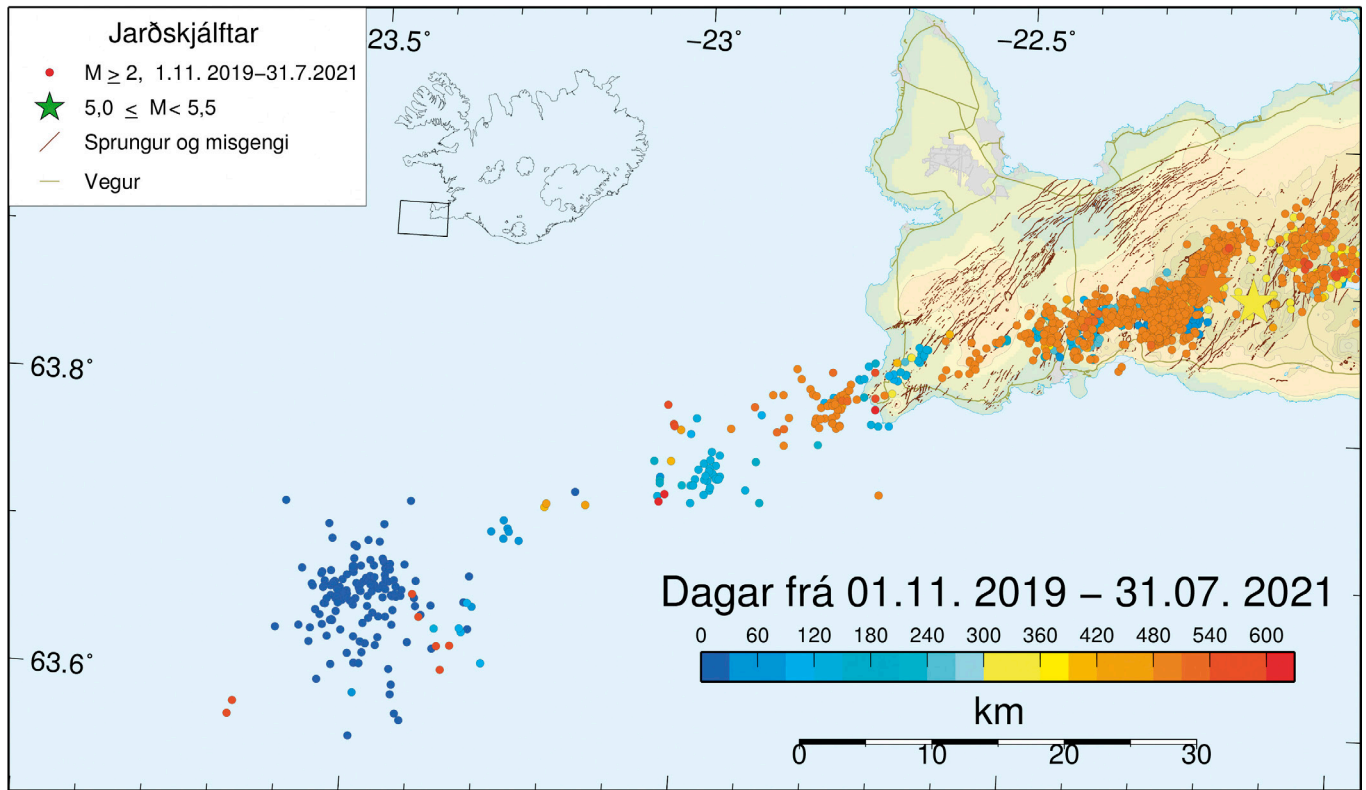 Jarðskjálftar
M ≥ 2, 1.11. 2019–31.7.2021
5,0 ≤ M< 5,5
Sprungur og misgengi
Vegur
23.5°
−23°
−22.5°
63.8°
63.6°
Dagar frá 01.11. 2019 − 31.07. 2021
0 60 120 180 240 300 360 420 480 540 600
km
0 10 20 30